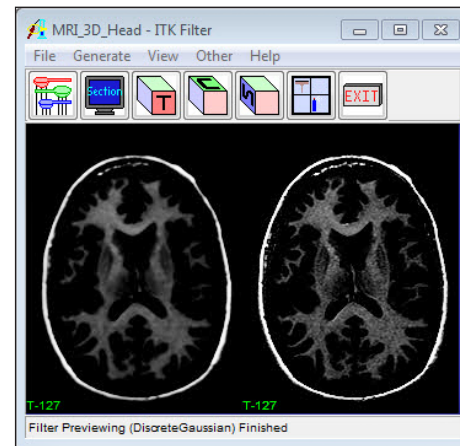 MRI_3D_Head - ITK Filter
File Generate View Other Help
Section T C S EXIT
T-127 T-127
Filter Previewing (DiscreteGaussian) Finished